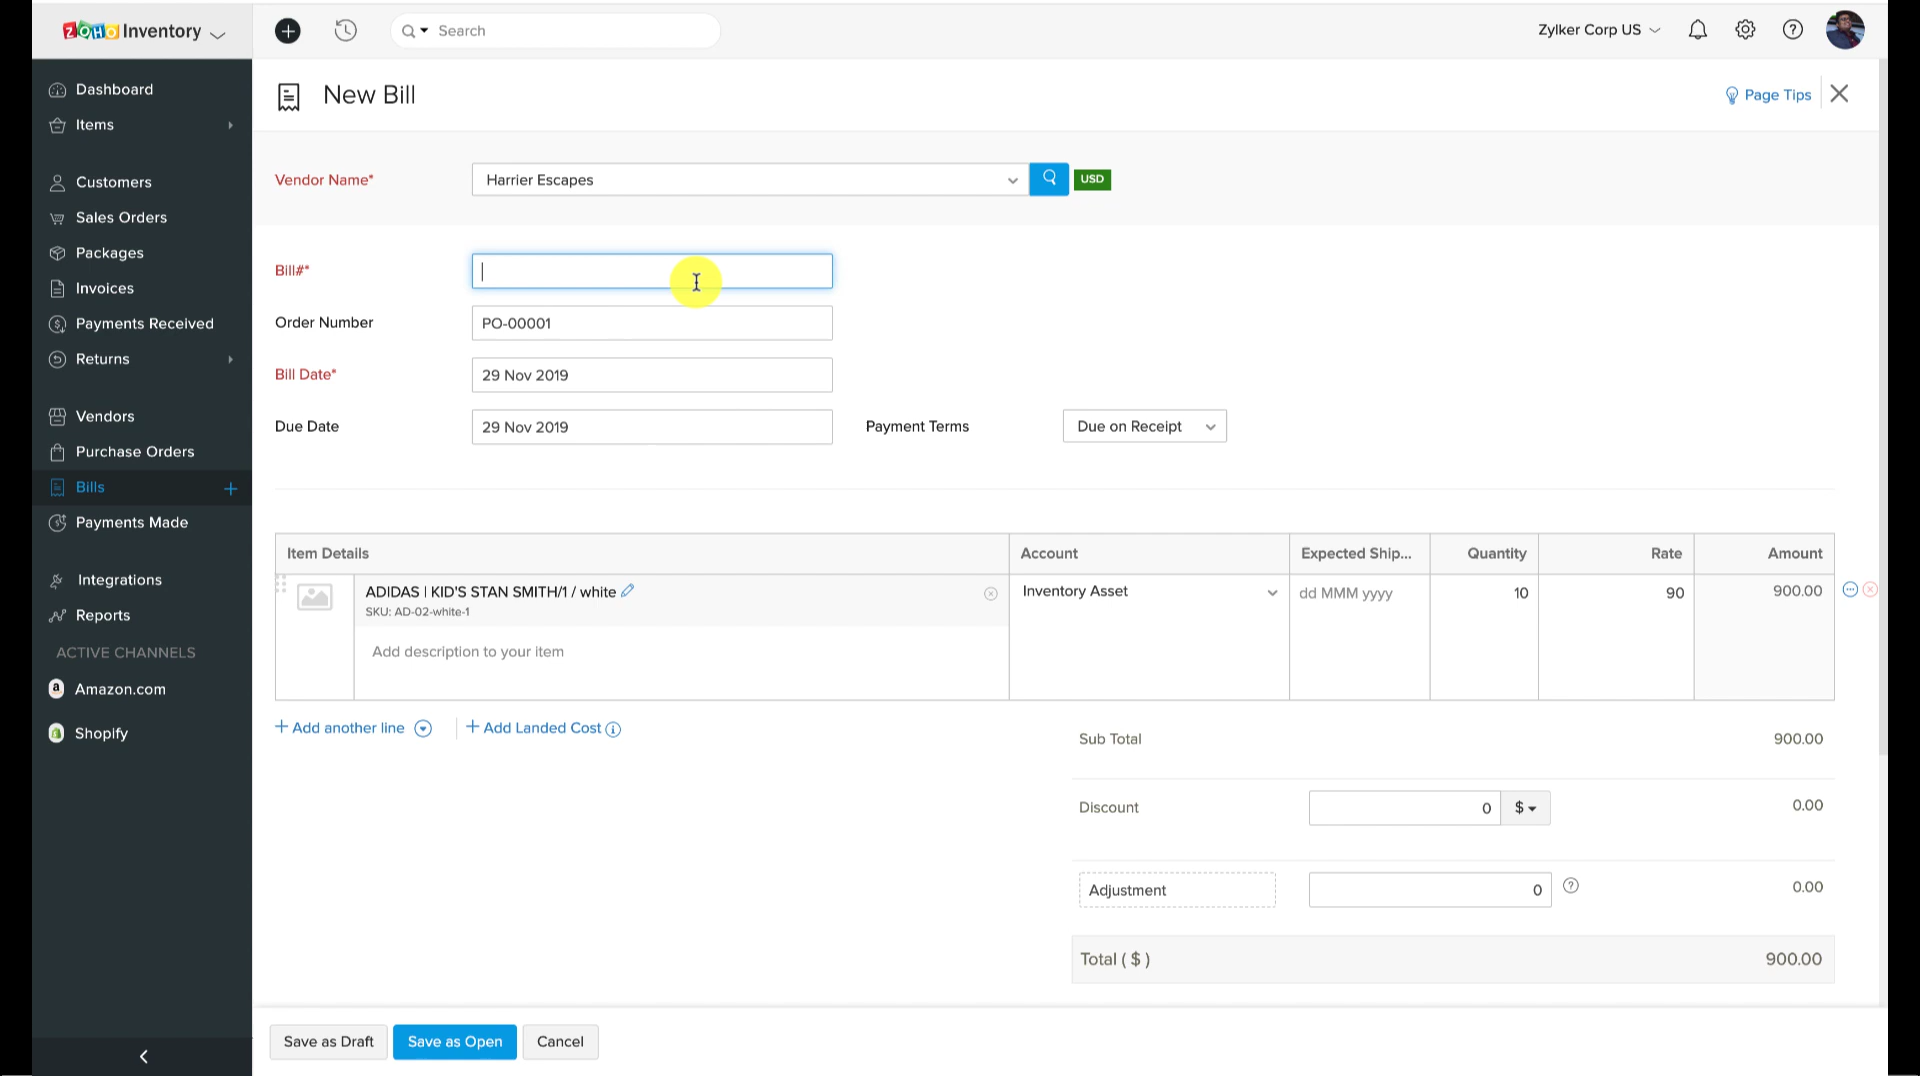 ZOHO Inventory
Search
Zylker Corp US
Dashboard
Items
Customers
Sales Orders
Packages
Invoices
Payments Received
Returns
Vendors
Purchase Orders
Bills
Payments Made
Integrations
Reports
ACTIVE CHANNELS
Amazon.com
Shopify
New Bill
Page Tips
Vendor Name* Harrier Escapes USD
Bill#*
Order Number PO-00001
Bill Date* 29 Nov 2019
Due Date 29 Nov 2019 Payment Terms Due on Receipt
Item Details Account Expected Ship... Quantity Rate Amount
ADIDAS | KID'S STAN SMITH/1 / white Inventory Asset dd MMM yyyy 10 90 900.00
SKU: AD-02-white-1
Add description to your item
+ Add another line + Add Landed Cost
Sub Total 900.00
Discount 0 $ 0.00
Adjustment 0 0.00
Total ( $ ) 900.00
Save as Draft Save as Open Cancel